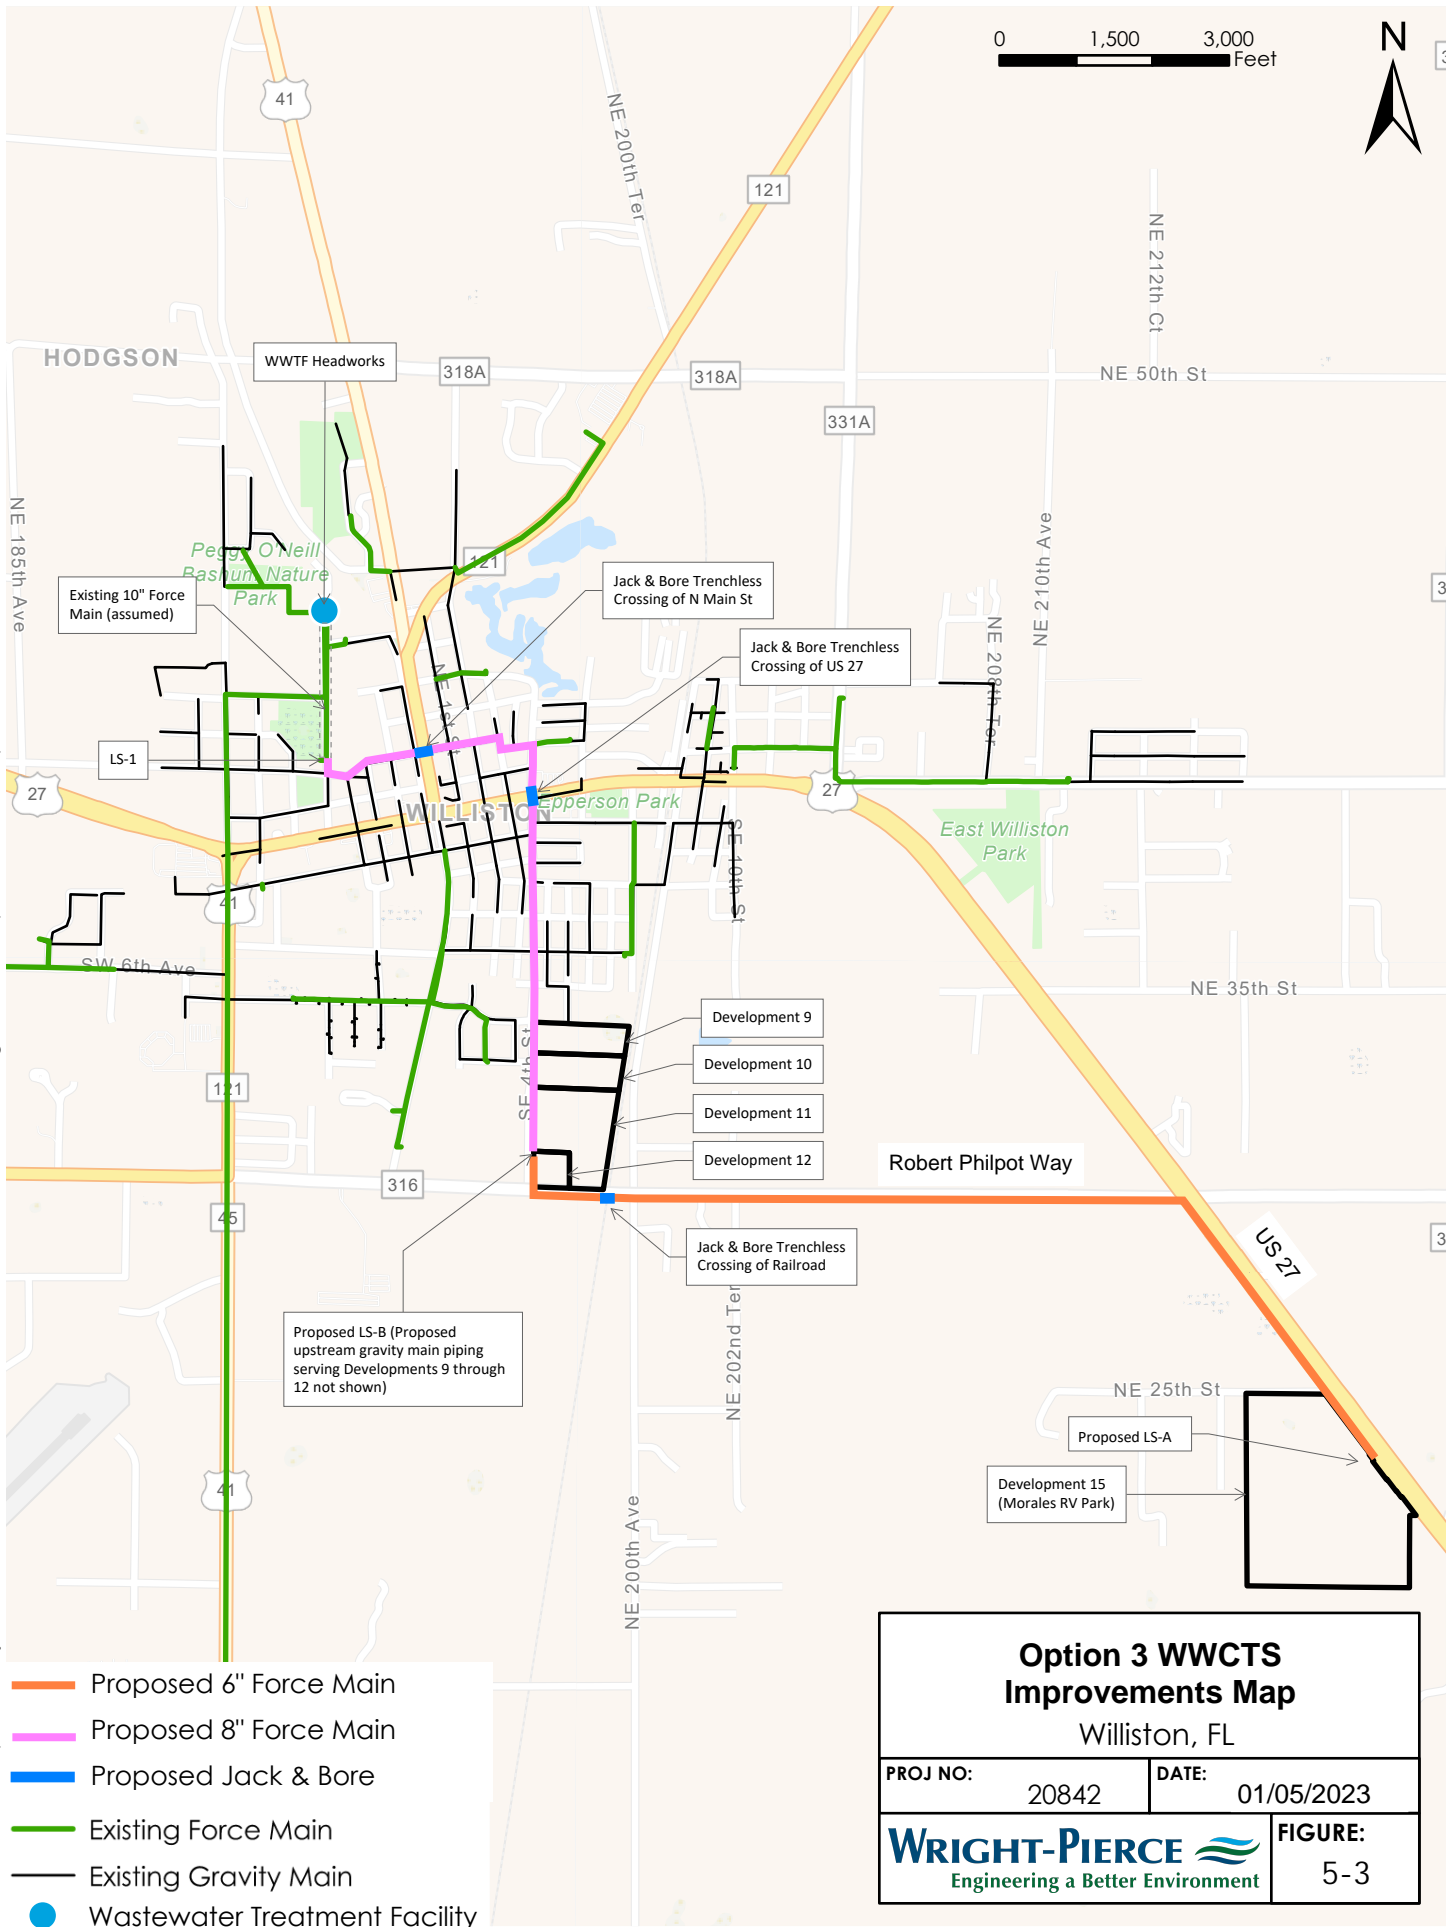 0 1,500 3,000
Feet
N
41
NE 200th Ter
121
NE 212th Ct
HODGSON
WWTF Headworks
318A
318A
NE 50th St
331A
NE 185th Ave
Peggy O'Neill
Bashum Nature
Park
121
NE 210th Ave
Existing 10" Force
Main (assumed)
Jack & Bore Trenchless
Crossing of N Main St
NE 208th Ter
Jack & Bore Trenchless
Crossing of US 27
NE 1st St
LS-1
27
27
WILLISTON
Epperson Park
East Williston
Park
SE 10th St
41
SW 6th Ave
NE 35th St
Development 9
Development 10
SE 4th St
121
Development 11
Development 12
Robert Philpot Way
316
45
Jack & Bore Trenchless
Crossing of Railroad
US 27
Proposed LS-B (Proposed
upstream gravity main piping
serving Developments 9 through
12 not shown)
NE 202nd Ter
NE 25th St
Proposed LS-A
Development 15
(Morales RV Park)
41
NE 200th Ave
Proposed 6" Force Main
Proposed 8" Force Main
Proposed Jack & Bore
Existing Force Main
Existing Gravity Main
Wastewater Treatment Facility
Option 3 WWCTS
Improvements Map
Williston, FL
PROJ NO: 20842
DATE: 01/05/2023
WRIGHT-PIERCE
Engineering a Better Environment
FIGURE:
5-3